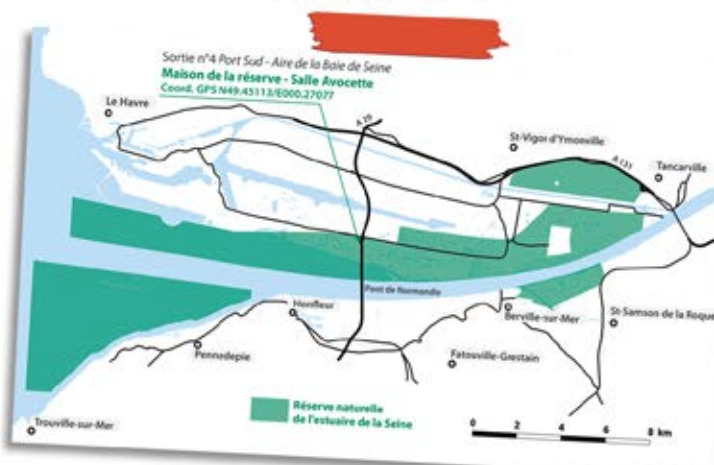 Sortie n°4 Port Sud - Aire de la Baie de Seine
Maison de la réserve - Salle Avocette
Coord. GPS N49.45113/E000.27077
Le Havre
A 29
St-Vigor d'Ymonville
A 131
Tancarville
Pont de Normandie
Honfleur
Berville-sur-Mer
St-Samson de la Roque
Pennedepie
Fatouville-Grestain
Réserve naturelle
de l'estuaire de la Seine
0 2 4 6 8 km
Trouville-sur-Mer